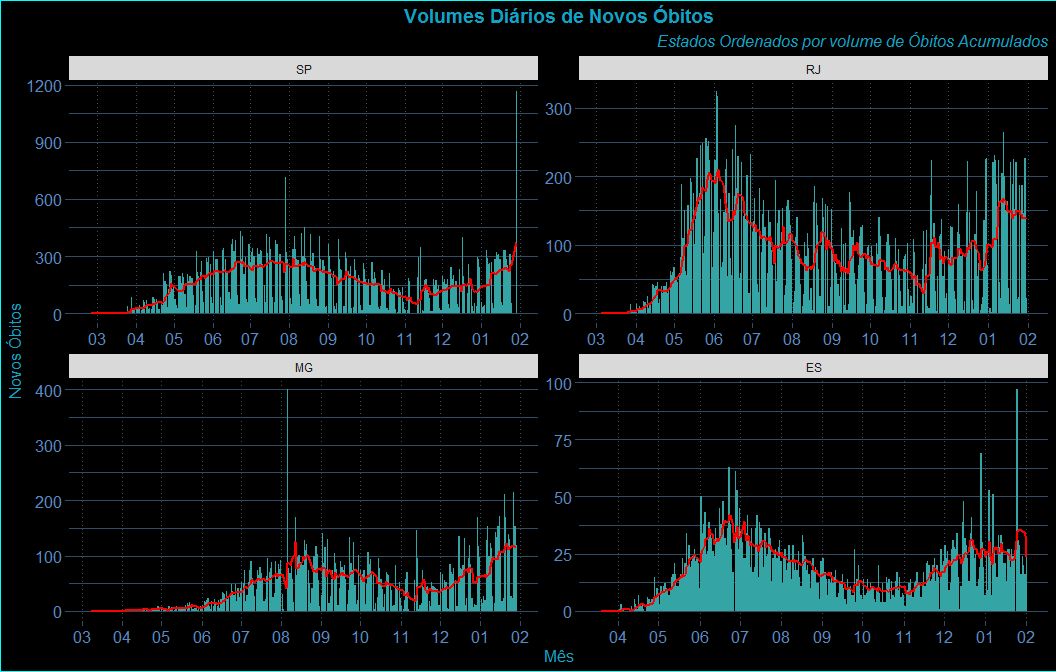 Volumes Diários de Novos Óbitos
Estados Ordenados por volume de Óbitos Acumulados
SP
1200
900
600
300
0
03 04 05 06 07 08 09 10 11 12 01 02
RJ
300
200
100
0
03 04 05 06 07 08 09 10 11 12 01 02
Novos Óbitos
MG
400
300
200
100
0
03 04 05 06 07 08 09 10 11 12 01 02
ES
100
75
50
25
0
04 05 06 07 08 09 10 11 12 01 02
Mês